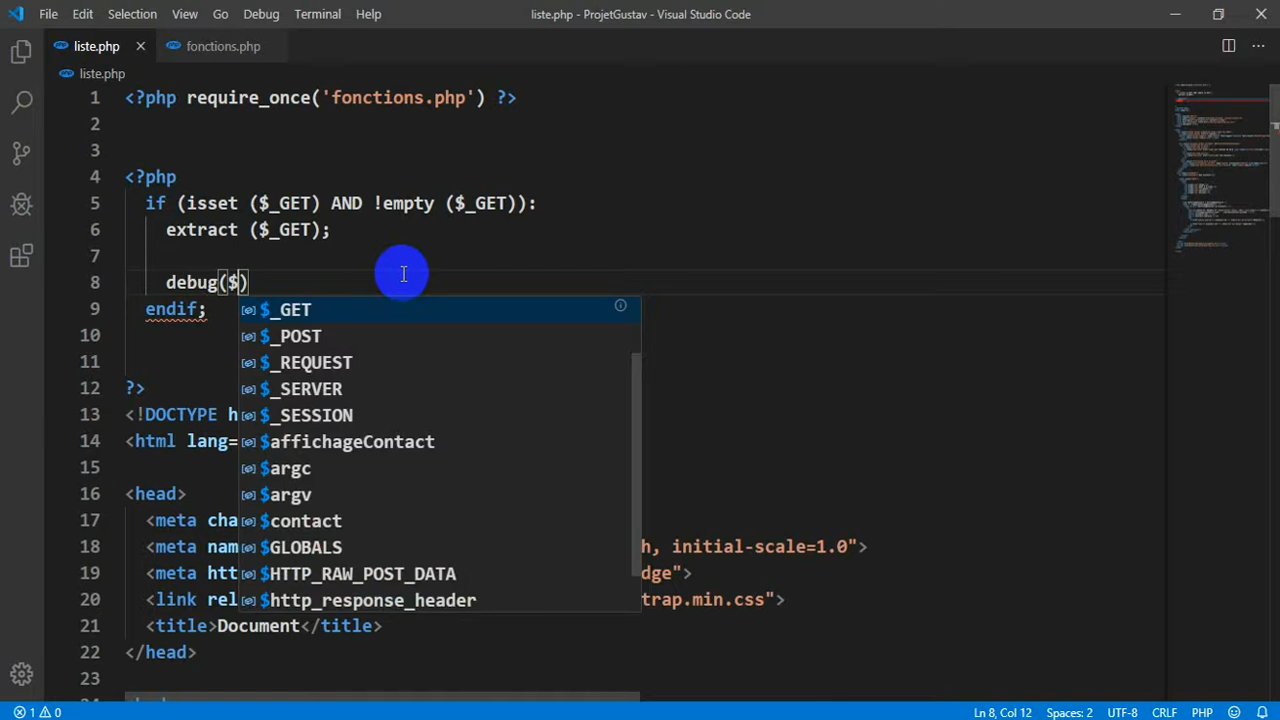 File Edit Selection View Go Debug Terminal Help liste.php - ProjetGustav - Visual Studio Code
liste.php fonctions.php
liste.php
1 <?php require_once('fonctions.php') ?>
2
3
4 <?php
5 if (isset ($_GET) AND !empty ($_GET)):
6 extract ($_GET);
7
8 debug($)
9 endif;
$_GET
10
$_POST
11
$_REQUEST
12 ?>
$_SERVER
13 <!DOCTYPE h
$_SESSION
14 <html lang=
$affichageContact
15
$argc
16 <head>
$argv
17 <meta cha
$contact
18 <meta nam
$GLOBALS
h, initial-scale=1.0">
19 <meta htt
$HTTP_RAW_POST_DATA
dge">
20 <link rel
$http_response_header
trap.min.css">
21 <title>Document</title>
22 </head>
23
1 0 Ln 8, Col 12 Spaces: 2 UTF-8 CRLF PHP